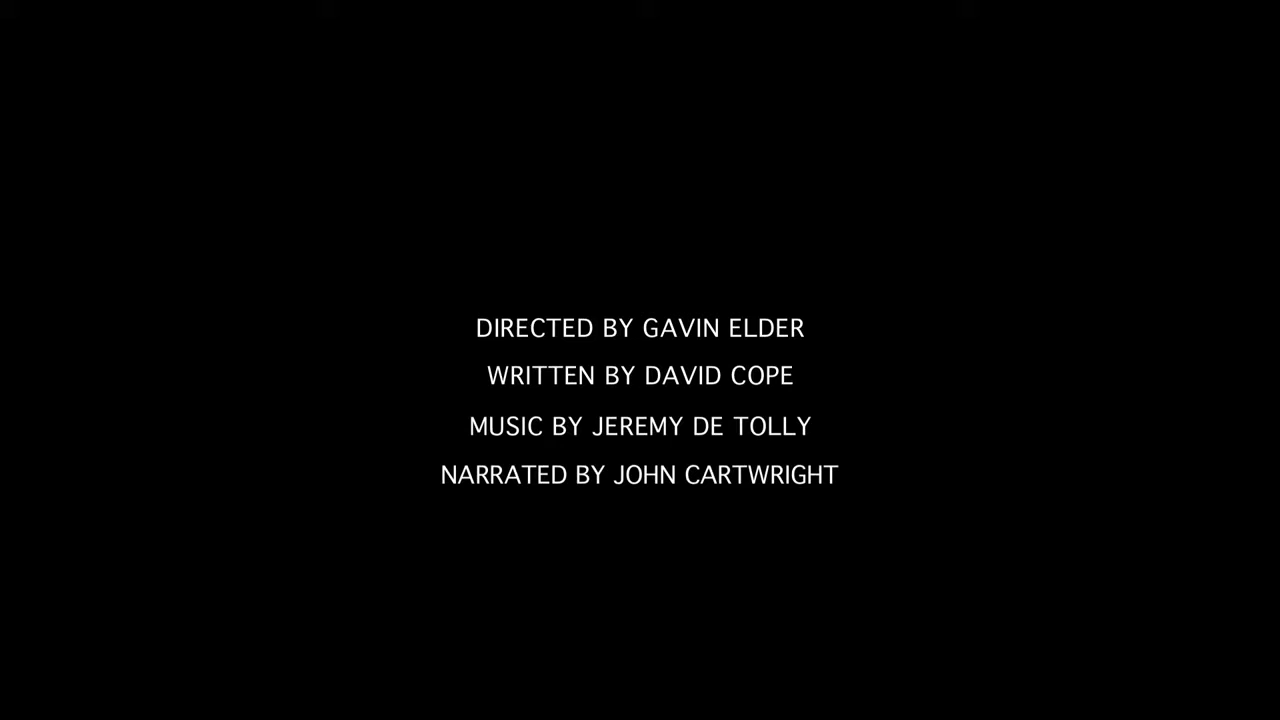 DIRECTED BY GAVIN ELDER
WRITTEN BY DAVID COPE
MUSIC BY JEREMY DE TOLLY
NARRATED BY JOHN CARTWRIGHT